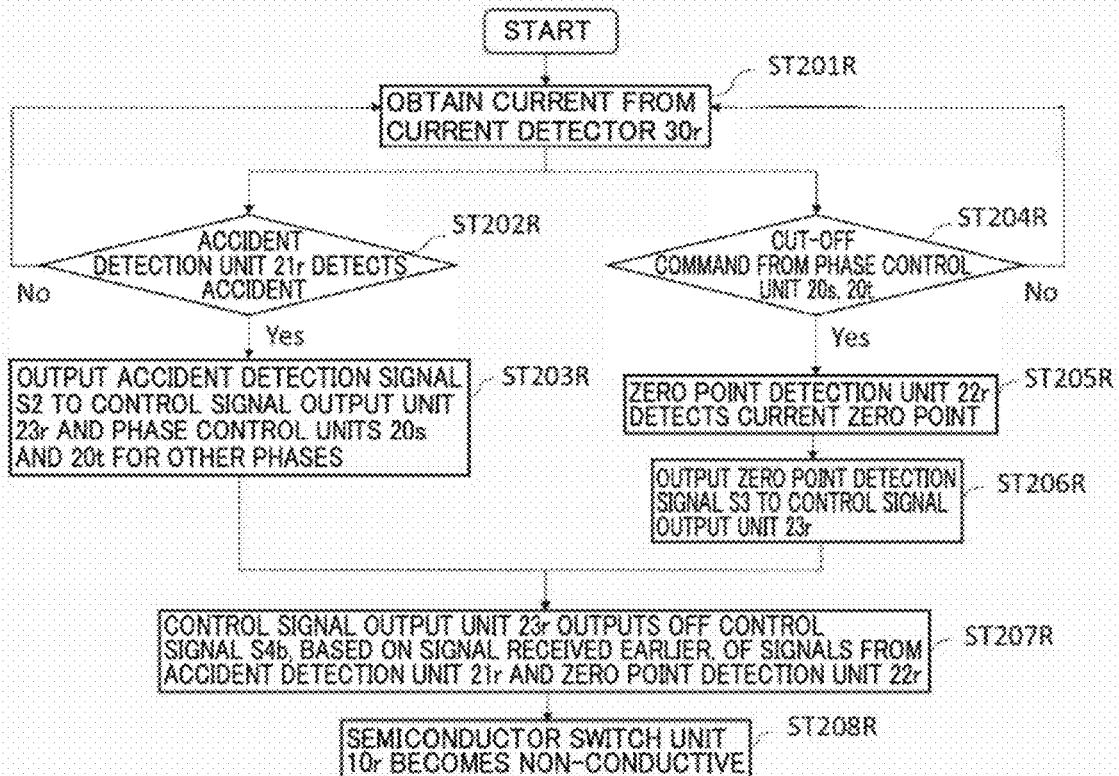 START
ST201R
OBTAIN CURRENT FROM
CURRENT DETECTOR 30r
ST202R
ACCIDENT
DETECTION UNIT 21r DETECTS
ACCIDENT
No
Yes
ST204R
CUT-OFF
COMMAND FROM PHASE CONTROL
UNIT 20s, 20t
No
Yes
ST203R
OUTPUT ACCIDENT DETECTION SIGNAL
S2 TO CONTROL SIGNAL OUTPUT UNIT
23r AND PHASE CONTROL UNITS 20s
AND 20t FOR OTHER PHASES
ST205R
ZERO POINT DETECTION UNIT 22r
DETECTS CURRENT ZERO POINT
ST206R
OUTPUT ZERO POINT DETECTION
SIGNAL S3 TO CONTROL SIGNAL
OUTPUT UNIT 23r
ST207R
CONTROL SIGNAL OUTPUT UNIT 23r OUTPUTS OFF CONTROL
SIGNAL S4b, BASED ON SIGNAL RECEIVED EARLIER, OF SIGNALS FROM
ACCIDENT DETECTION UNIT 21r AND ZERO POINT DETECTION UNIT 22r
ST208R
SEMICONDUCTOR SWITCH UNIT
10r BECOMES NON-CONDUCTIVE